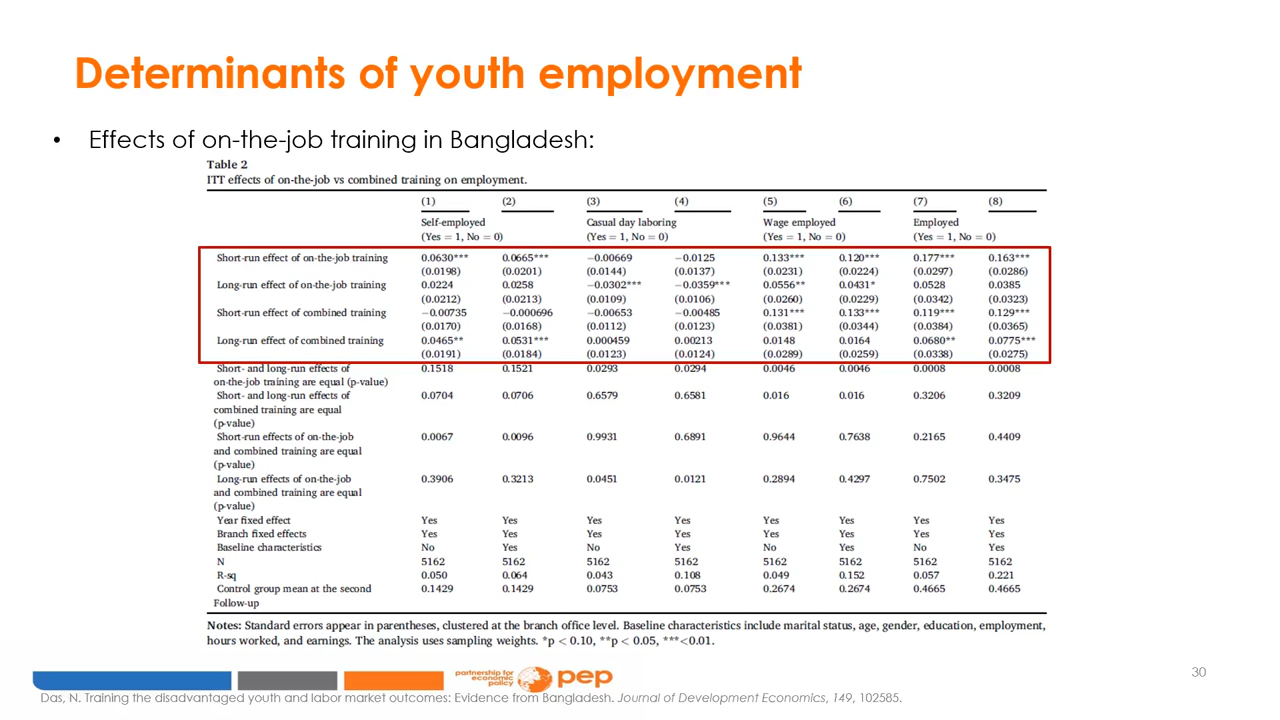 Determinants of youth employment
• Effects of on-the-job training in Bangladesh:
Table 2
ITT effects of on-the-job vs combined training on employment.
(1) (2) (3) (4) (5) (6) (7) (8)
Self-employed Casual day laboring Wage employed Employed
(Yes = 1, No = 0) (Yes = 1, No = 0) (Yes = 1, No = 0) (Yes = 1, No = 0)
Short-run effect of on-the-job training 0.0630*** 0.0665*** −0.00669 −0.0125 0.133*** 0.120*** 0.177*** 0.163***
(0.0198) (0.0201) (0.0144) (0.0137) (0.0231) (0.0224) (0.0297) (0.0286)
Long-run effect of on-the-job training 0.0224 0.0258 −0.0302*** −0.0359*** 0.0556** 0.0431* 0.0528 0.0385
(0.0212) (0.0213) (0.0109) (0.0106) (0.0260) (0.0229) (0.0342) (0.0323)
Short-run effect of combined training −0.00735 −0.000696 −0.00653 −0.00485 0.131*** 0.133*** 0.119*** 0.129***
(0.0170) (0.0168) (0.0112) (0.0123) (0.0381) (0.0344) (0.0384) (0.0365)
Long-run effect of combined training 0.0465** 0.0531*** 0.000459 0.00213 0.0148 0.0164 0.0680** 0.0775***
(0.0191) (0.0184) (0.0123) (0.0124) (0.0289) (0.0259) (0.0338) (0.0275)
Short- and long-run effects of 0.1518 0.1521 0.0293 0.0294 0.0046 0.0046 0.0008 0.0008
on-the-job training are equal (p-value)
Short- and long-run effects of 0.0704 0.0706 0.6579 0.6581 0.016 0.016 0.3206 0.3209
combined training are equal
(p-value)
Short-run effects of on-the-job 0.0067 0.0096 0.9931 0.6891 0.9644 0.7638 0.2165 0.4409
and combined training are equal
(p-value)
Long-run effects of on-the-job 0.3906 0.3213 0.0451 0.0121 0.2894 0.4297 0.7502 0.3475
and combined training are equal
(p-value)
Year fixed effect Yes Yes Yes Yes Yes Yes Yes Yes
Branch fixed effects Yes Yes Yes Yes Yes Yes Yes Yes
Baseline characteristics No Yes No Yes No Yes No Yes
N 5162 5162 5162 5162 5162 5162 5162 5162
R-sq 0.050 0.064 0.043 0.108 0.049 0.152 0.057 0.221
Control group mean at the second 0.1429 0.1429 0.0753 0.0753 0.2674 0.2674 0.4665 0.4665
Follow-up
Notes: Standard errors appear in parentheses, clustered at the branch office level. Baseline characteristics include marital status, age, gender, education, employment,
hours worked, and earnings. The analysis uses sampling weights. *p < 0.10, **p < 0.05, ***<0.01.
partnership for
economic
policy
pep
30
Das, N. Training the disadvantaged youth and labor market outcomes: Evidence from Bangladesh. Journal of Development Economics, 149, 102585.